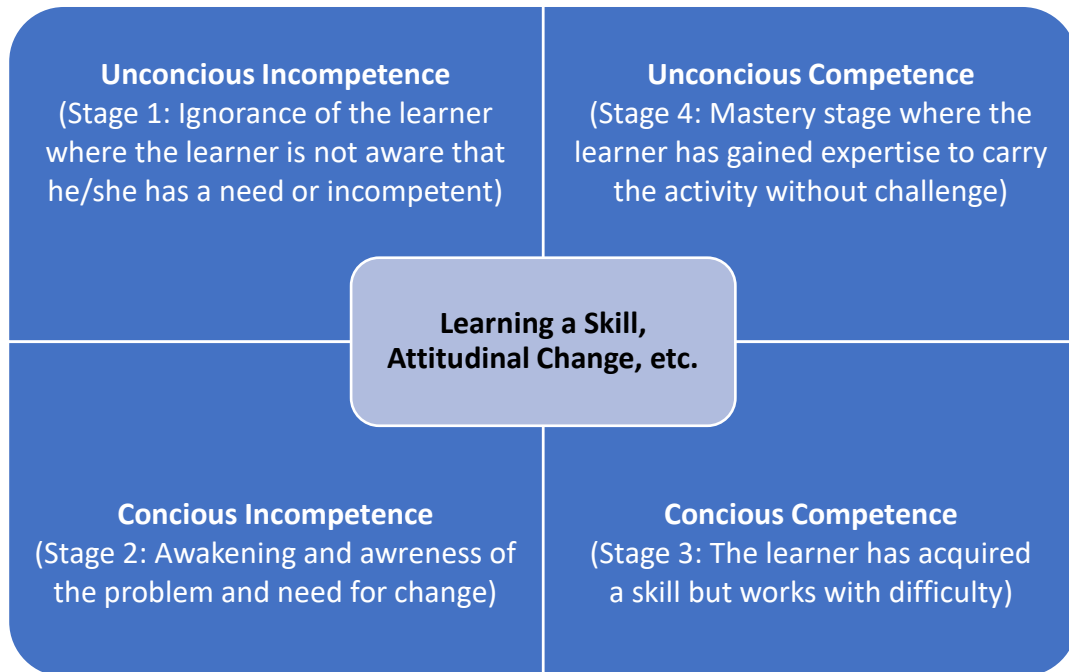 Unconcious Incompetence
(Stage 1: Ignorance of the learner
where the learner is not aware that
he/she has a need or incompetent)
Unconcious Competence
(Stage 4: Mastery stage where the
learner has gained expertise to carry
the activity without challenge)
Learning a Skill,
Attitudinal Change, etc.
Concious Incompetence
(Stage 2: Awakening and awreness of
the problem and need for change)
Concious Competence
(Stage 3: The learner has acquired
a skill but works with difficulty)